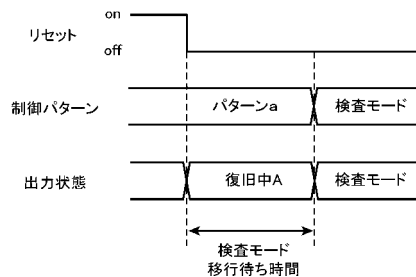 on
リセット
off
制御パターン
パターンa
検査モード
出力状態
復旧中A
検査モード
検査モード
移行待ち時間